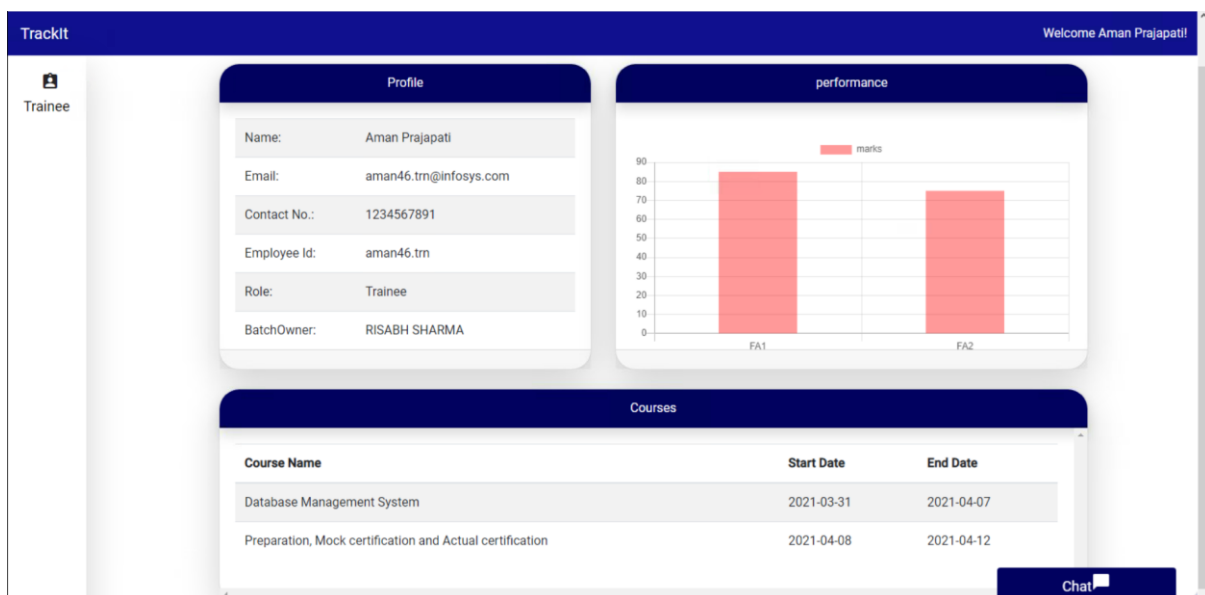 TrackIt
Welcome Aman Prajapati!
Trainee
Profile
Name: Aman Prajapati
Email: aman46.trn@infosys.com
Contact No.: 1234567891
Employee Id: aman46.trn
Role: Trainee
BatchOwner: RISABH SHARMA
performance
marks
90
80
70
60
50
40
30
20
10
0
FA1 FA2
Courses
Course Name Start Date End Date
Database Management System 2021-03-31 2021-04-07
Preparation, Mock certification and Actual certification 2021-04-08 2021-04-12
Chat